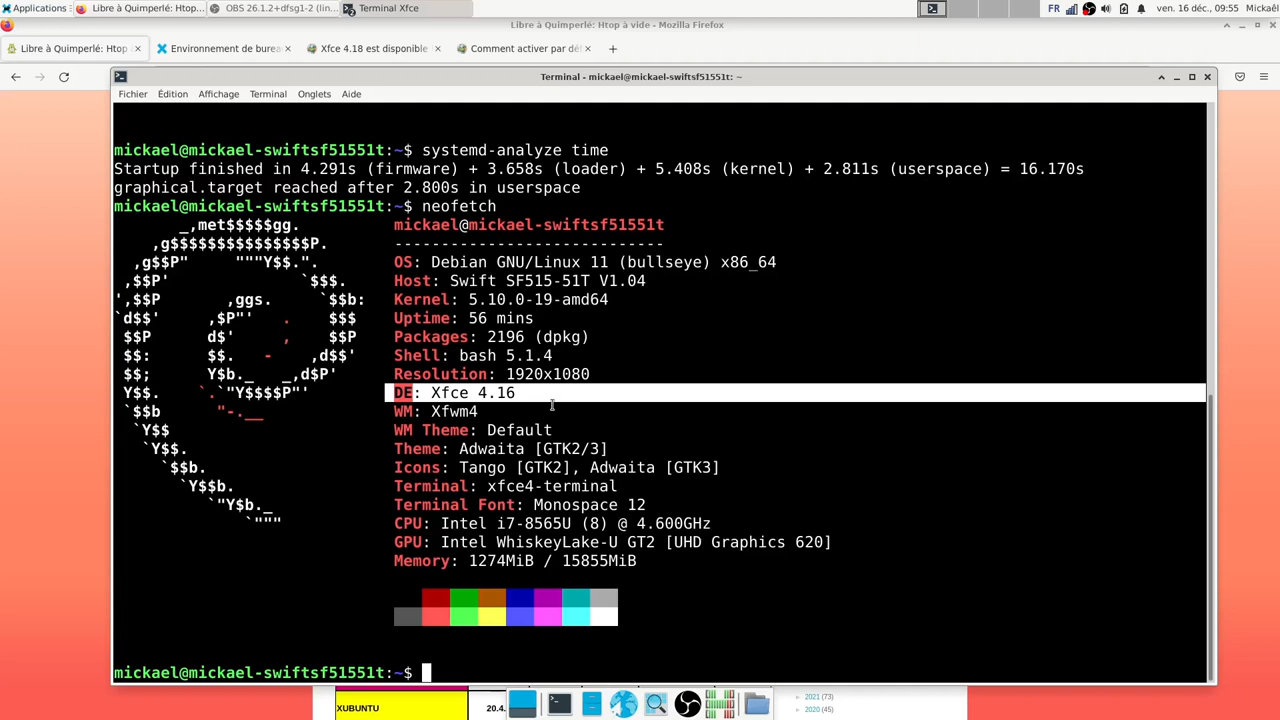 Applications
Libre à Quimperlé: Htop...
OBS 26.1.2+dfsg1-2 (lin...
Terminal Xfce
FR
ven. 16 déc., 09:55
Mickaël
Libre à Quimperlé: Htop à vide - Mozilla Firefox
Libre à Quimperlé: Htop
Environnement de burea
Xfce 4.18 est disponible
Comment activer par dé
Terminal - mickael@mickael-swiftsf51551t: ~
Fichier Édition Affichage Terminal Onglets Aide
mickael@mickael-swiftsf51551t:~$ systemd-analyze time
Startup finished in 4.291s (firmware) + 3.658s (loader) + 5.408s (kernel) + 2.811s (userspace) = 16.170s
graphical.target reached after 2.800s in userspace
mickael@mickael-swiftsf51551t:~$ neofetch
_,met$$$$$gg. mickael@mickael-swiftsf51551t
,g$$$$$$$$$$$$$$$P. -----------------------------
,g$$P" """Y$$.". OS: Debian GNU/Linux 11 (bullseye) x86_64
,$$P' `$$$. Host: Swift SF515-51T V1.04
',$$P ,ggs. `$$b: Kernel: 5.10.0-19-amd64
`d$$' ,$P"' . $$$ Uptime: 56 mins
$$P d$' , $$P Packages: 2196 (dpkg)
$$: $$. - ,d$$' Shell: bash 5.1.4
$$; Y$b._ _,d$P' Resolution: 1920x1080
Y$$. `.`"Y$$$$P"' DE: Xfce 4.16
`$$b "-.__ WM: Xfwm4
`Y$$ WM Theme: Default
`Y$$. Theme: Adwaita [GTK2/3]
`$$b. Icons: Tango [GTK2], Adwaita [GTK3]
`Y$$b. Terminal: xfce4-terminal
`"Y$b._ Terminal Font: Monospace 12
`""" CPU: Intel i7-8565U (8) @ 4.600GHz
GPU: Intel WhiskeyLake-U GT2 [UHD Graphics 620]
Memory: 1274MiB / 15855MiB
mickael@mickael-swiftsf51551t:~$
XUBUNTU 20.4.
2021 (73)
2020 (45)